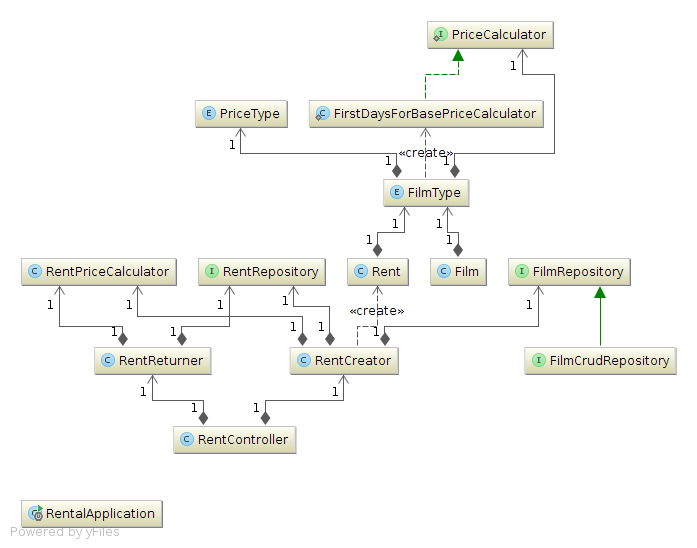 I PriceCalculator
1
E PriceType
C FirstDaysForBasePriceCalculator
1
«create»
1
1
E FilmType
1
1
1
1
C RentPriceCalculator
I RentRepository
C Rent
C Film
I FilmRepository
1
1
1
1
1
«create»
1
1
1
1
1
1
C RentReturner
C RentCreator
I FilmCrudRepository
1
1
1
1
C RentController
C RentalApplication
Powered by yFiles